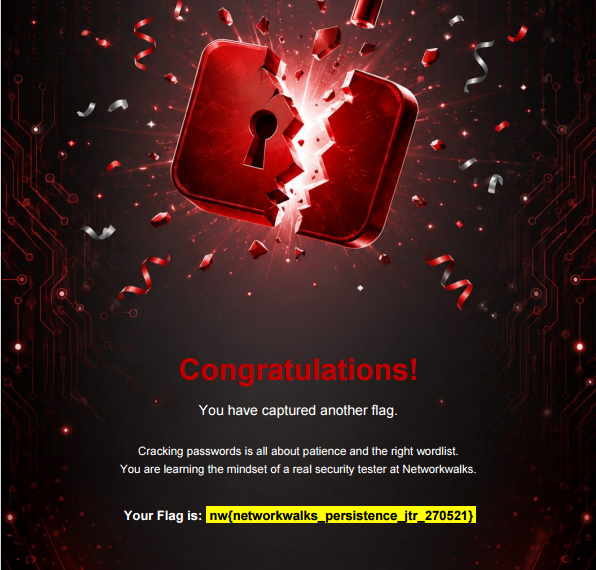 Congratulations!
You have captured another flag.
Cracking passwords is all about patience and the right wordlist.
You are learning the mindset of a real security tester at Networkwalks.
Your Flag is: nw{networkwalks_persistence_jtr_270521}